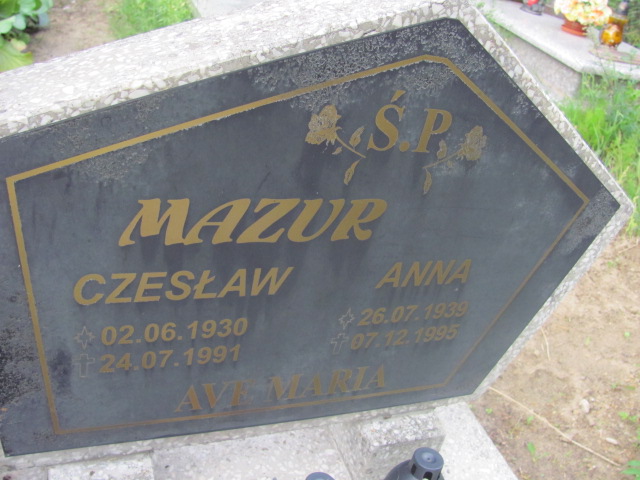 Ś.P
MAZUR
CZESŁAW ANNA
02.06.1930 26.07.1939
24.07.1991 07.12.1995
AVE MARIA